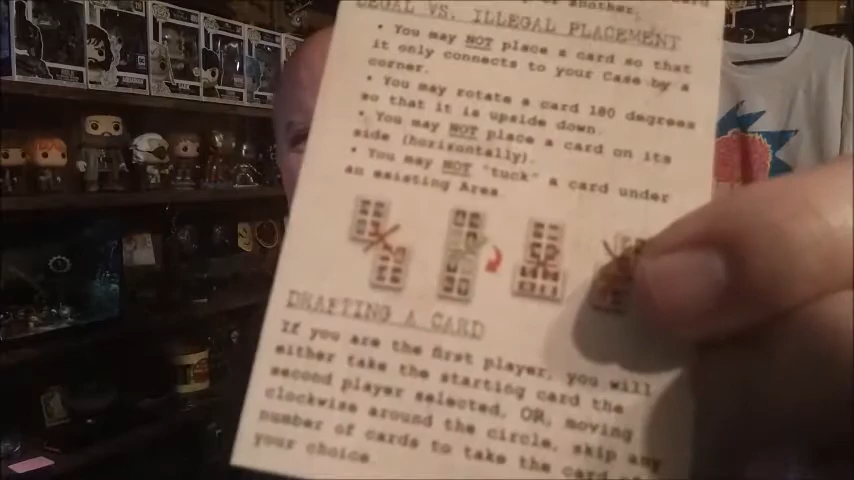 another.
LEGAL VS. ILLEGAL PLACEMENT
• You may NOT place a card so that
it only connects to your Case by a
corner.
• You may rotate a card 180 degrees
so that it is upside down.
• You may NOT place a card on its
side (horizontally).
• You may NOT "tuck" a card under
an existing Area
DRAFTING A CARD
If you are the first player, you will
either take the starting card the
second player selected, OR, moving
clockwise around the circle, skip any
number of cards to take the card of
your choice